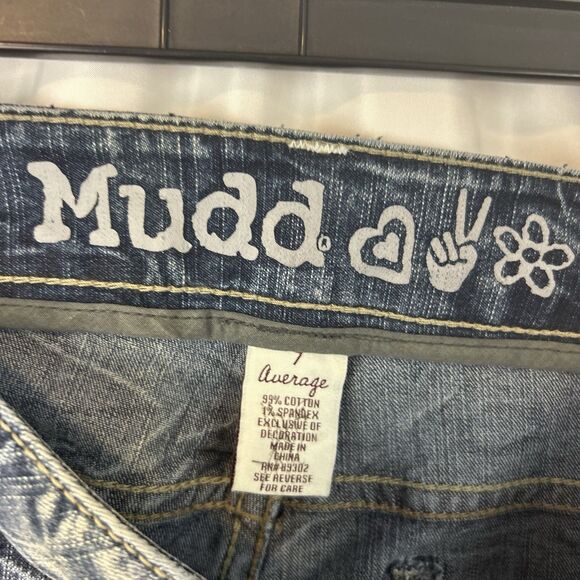 Mudd®
7
average
99% COTTON
1% SPANDEX
EXCLUSIVE OF
DECORATION
MADE IN
CHINA
RN# 89302
SEE REVERSE
FOR CARE